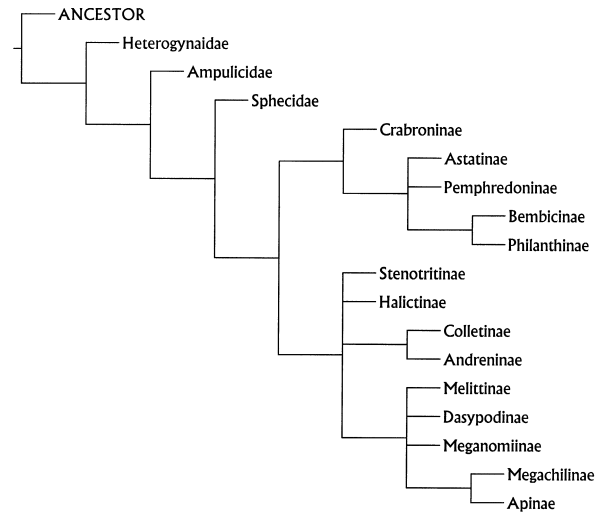 ANCESTOR
Heterogynaidae
Ampulicidae
Sphecidae
Crabroninae
Astatinae
Pemphredoninae
Bembicinae
Philanthinae
Stenotritinae
Halictinae
Colletinae
Andreninae
Melittinae
Dasypodinae
Meganomiinae
Megachilinae
Apinae